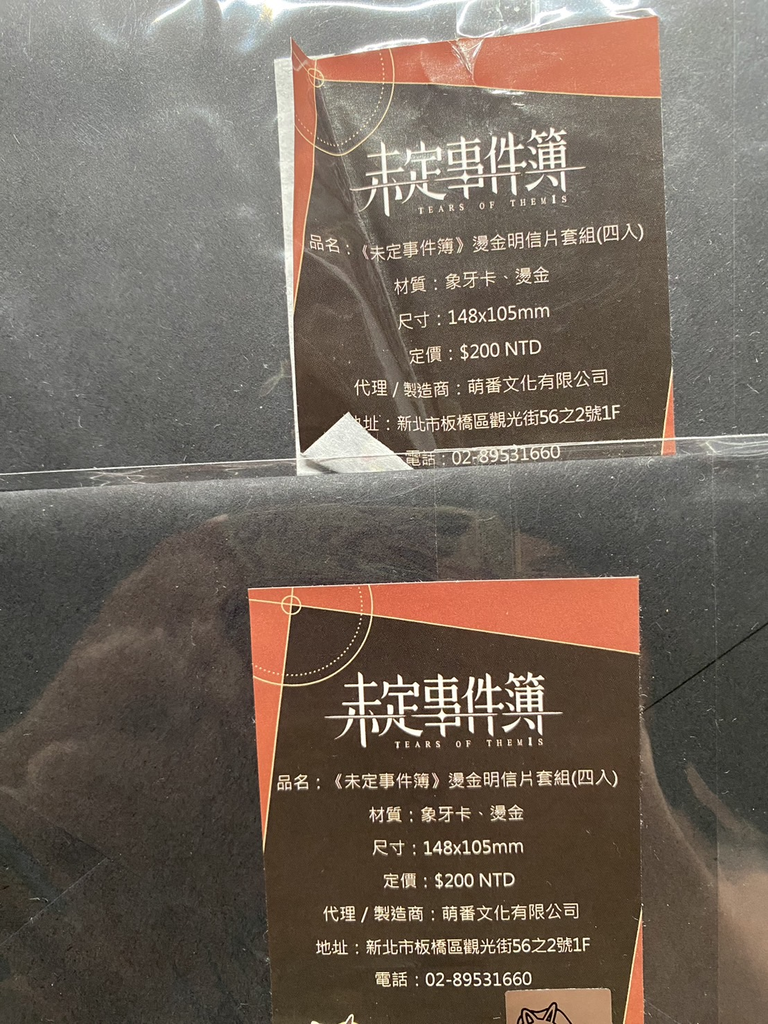 未定事件簿
TEARS OF THEMIS
品名：《未定事件簿》燙金明信片套組(四入)
材質：象牙卡、燙金
尺寸：148x105mm
定價：$200 NTD
代理 / 製造商：萌番文化有限公司
址：新北市板橋區觀光街56之2號1F
電話：02-89531660
未定事件簿
TEARS OF THEMIS
品名：《未定事件簿》燙金明信片套組(四入)
材質：象牙卡、燙金
尺寸：148x105mm
定價：$200 NTD
代理 / 製造商：萌番文化有限公司
地址：新北市板橋區觀光街56之2號1F
電話：02-89531660